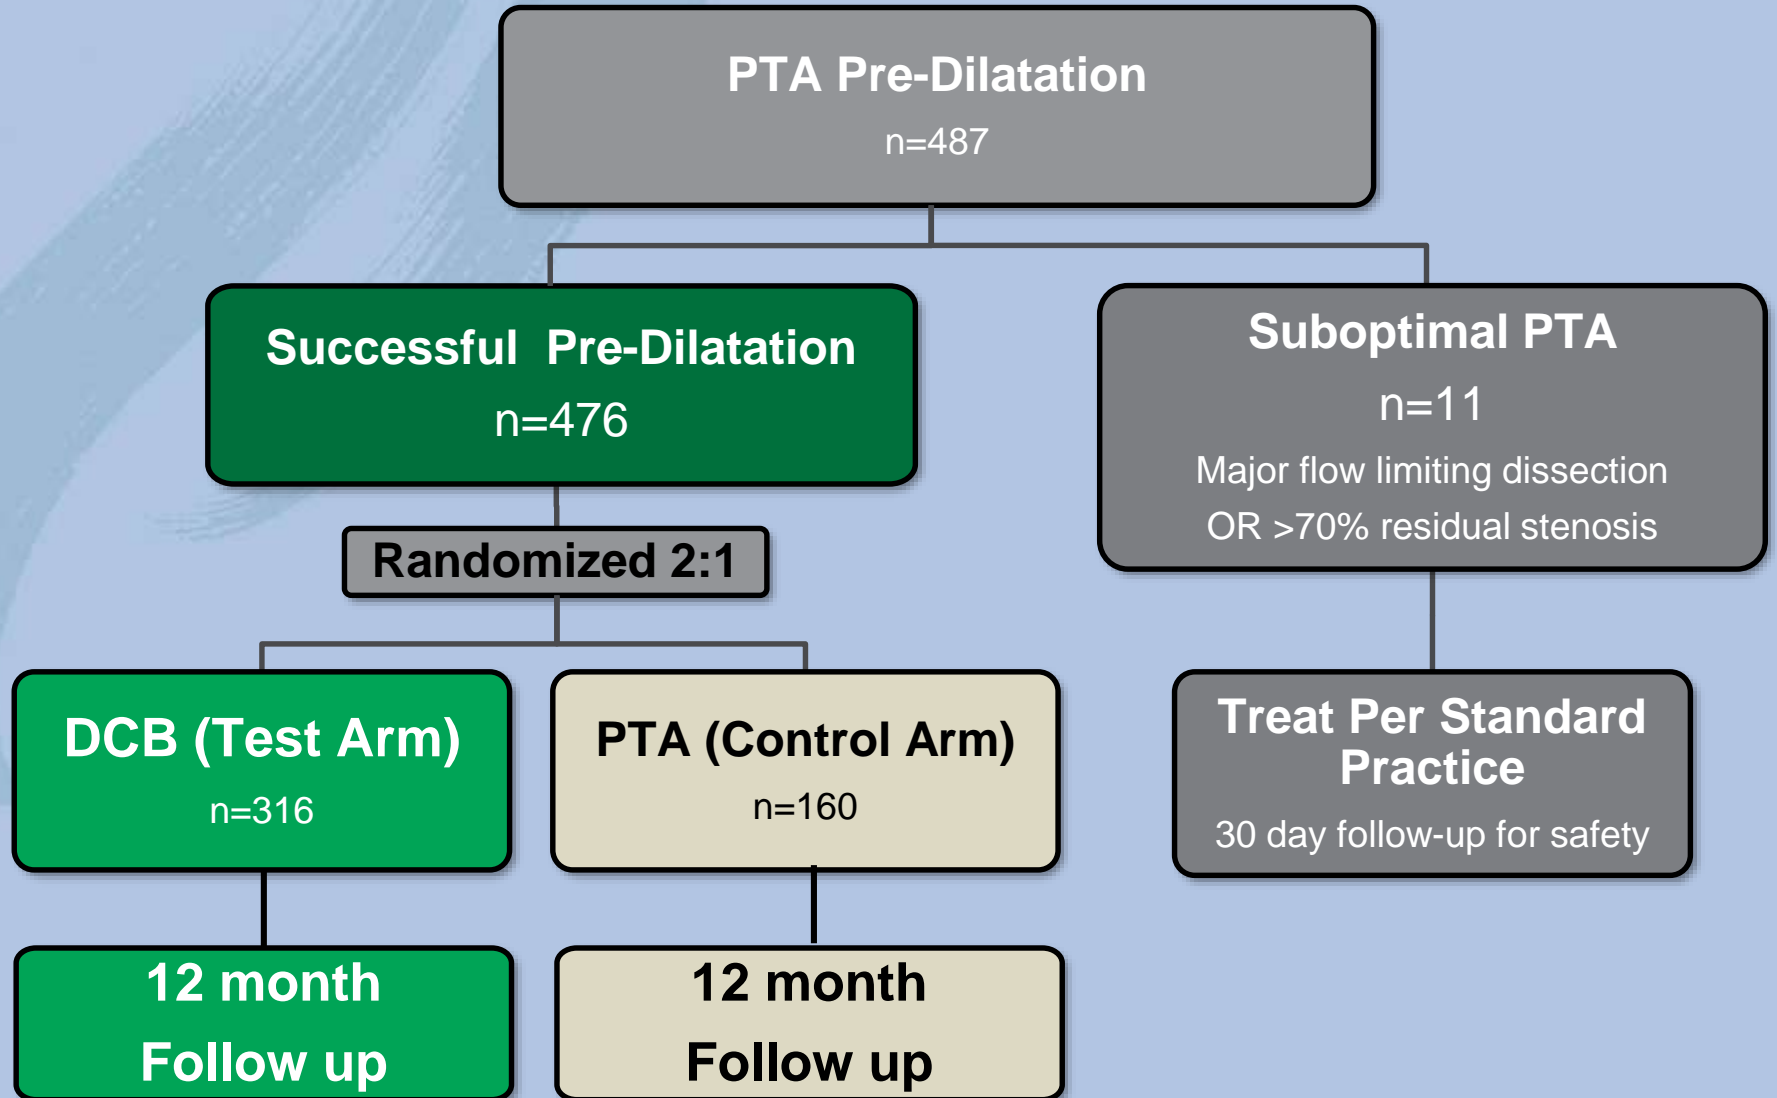 PTA Pre-Dilatation
n=487
Successful Pre-Dilatation
n=476
Suboptimal PTA
n=11
Major flow limiting dissection
OR >70% residual stenosis
Randomized 2:1
DCB (Test Arm)
n=316
PTA (Control Arm)
n=160
Treat Per Standard
Practice
30 day follow-up for safety
12 month
Follow up
12 month
Follow up